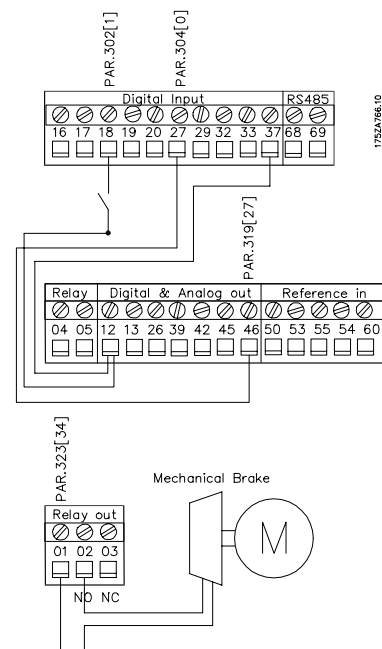 PAR.302[1]
PAR.304[0]
Digital Input RS485
16 17 18 19 20 27 29 32 33 37 68 69
175ZA766.10
PAR.319[27]
Relay Digital & Analog out Reference in
04 05 12 13 26 39 42 45 46 50 53 55 54 60
PAR.323[34]
Mechanical Brake
Relay out
01 02 03
NO NC
M